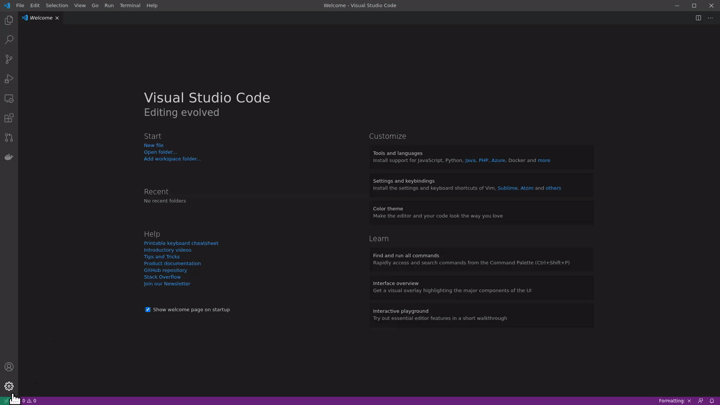 File Edit Selection View Go Run Terminal Help
Welcome - Visual Studio Code
Welcome
Visual Studio Code
Editing evolved
Start
New file
Open folder...
Add workspace folder...
Recent
No recent folders
Help
Printable keyboard cheatsheet
Introductory videos
Tips and Tricks
Product documentation
GitHub repository
Stack Overflow
Join our Newsletter
Show welcome page on startup
Customize
Tools and languages
Install support for JavaScript, Python, Java, PHP, Azure, Docker and more
Settings and keybindings
Install the settings and keyboard shortcuts of Vim, Sublime, Atom and others
Color theme
Make the editor and your code look the way you love
Learn
Find and run all commands
Rapidly access and search commands from the Command Palette (Ctrl+Shift+P)
Interface overview
Get a visual overlay highlighting the major components of the UI
Interactive playground
Try out essential editor features in a short walkthrough
0 0
Formatting